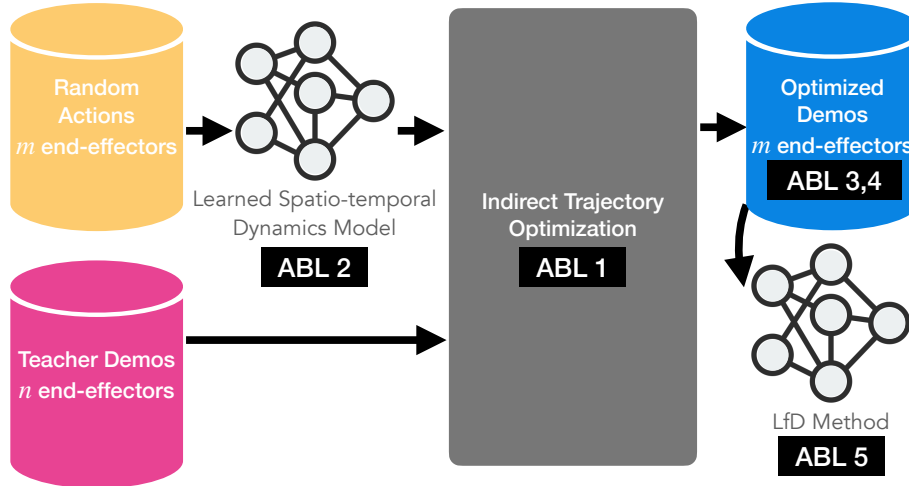 Random
Actions
m end-effectors
Learned Spatio-temporal
Dynamics Model
ABL 2
Teacher Demos
n end-effectors
Indirect Trajectory
Optimization
ABL 1
Optimized
Demos
m end-effectors
ABL 3,4
LfD Method
ABL 5